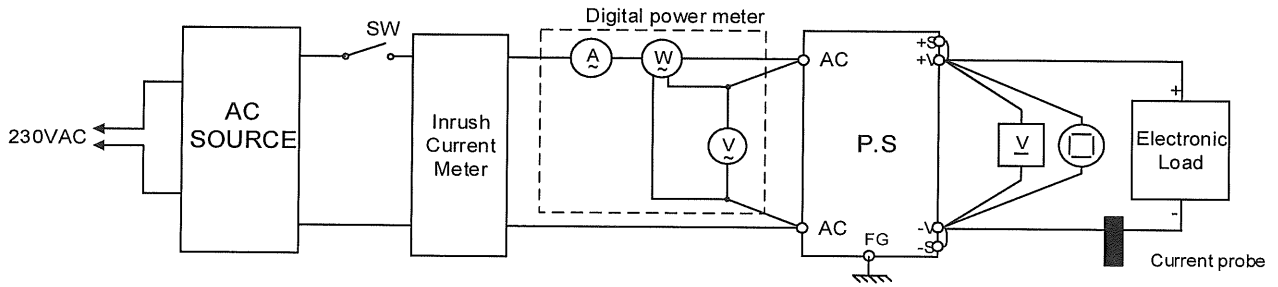 Digital power meter
SW
230VAC
AC
SOURCE
Inrush
Current
Meter
A
~
W
~
V
~
AC
AC
P.S
FG
+S
+V
-V
-S
V
+
Electronic
Load
-
Current probe